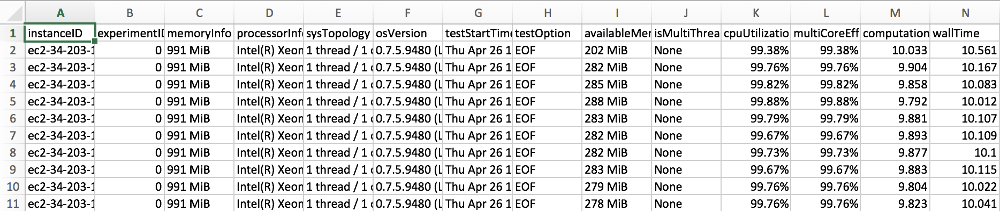 A B C D E F G H I J K L M N
1 instanceID experimentID memoryInfo processorInfo sysTopology osVersion testStartTime testOption availableMer isMultiThrea cpuUtilizatio multiCoreEff computation wallTime
2 ec2-34-203-1 0 991 MiB Intel(R) Xeon 1 thread / 1 c 0.7.5.9480 (L Thu Apr 26 1 EOF 202 MiB None 99.38% 99.38% 10.033 10.561
3 ec2-34-203-1 0 991 MiB Intel(R) Xeon 1 thread / 1 c 0.7.5.9480 (L Thu Apr 26 1 EOF 282 MiB None 99.76% 99.76% 9.904 10.167
4 ec2-34-203-1 0 991 MiB Intel(R) Xeon 1 thread / 1 c 0.7.5.9480 (L Thu Apr 26 1 EOF 285 MiB None 99.82% 99.82% 9.858 10.083
5 ec2-34-203-1 0 991 MiB Intel(R) Xeon 1 thread / 1 c 0.7.5.9480 (L Thu Apr 26 1 EOF 288 MiB None 99.88% 99.88% 9.792 10.012
6 ec2-34-203-1 0 991 MiB Intel(R) Xeon 1 thread / 1 c 0.7.5.9480 (L Thu Apr 26 1 EOF 283 MiB None 99.79% 99.79% 9.881 10.107
7 ec2-34-203-1 0 991 MiB Intel(R) Xeon 1 thread / 1 c 0.7.5.9480 (L Thu Apr 26 1 EOF 282 MiB None 99.67% 99.67% 9.893 10.109
8 ec2-34-203-1 0 991 MiB Intel(R) Xeon 1 thread / 1 c 0.7.5.9480 (L Thu Apr 26 1 EOF 282 MiB None 99.73% 99.73% 9.877 10.1
9 ec2-34-203-1 0 991 MiB Intel(R) Xeon 1 thread / 1 c 0.7.5.9480 (L Thu Apr 26 1 EOF 283 MiB None 99.67% 99.67% 9.883 10.115
10 ec2-34-203-1 0 991 MiB Intel(R) Xeon 1 thread / 1 c 0.7.5.9480 (L Thu Apr 26 1 EOF 279 MiB None 99.76% 99.76% 9.804 10.022
11 ec2-34-203-1 0 991 MiB Intel(R) Xeon 1 thread / 1 c 0.7.5.9480 (L Thu Apr 26 1 EOF 278 MiB None 99.76% 99.76% 9.823 10.041